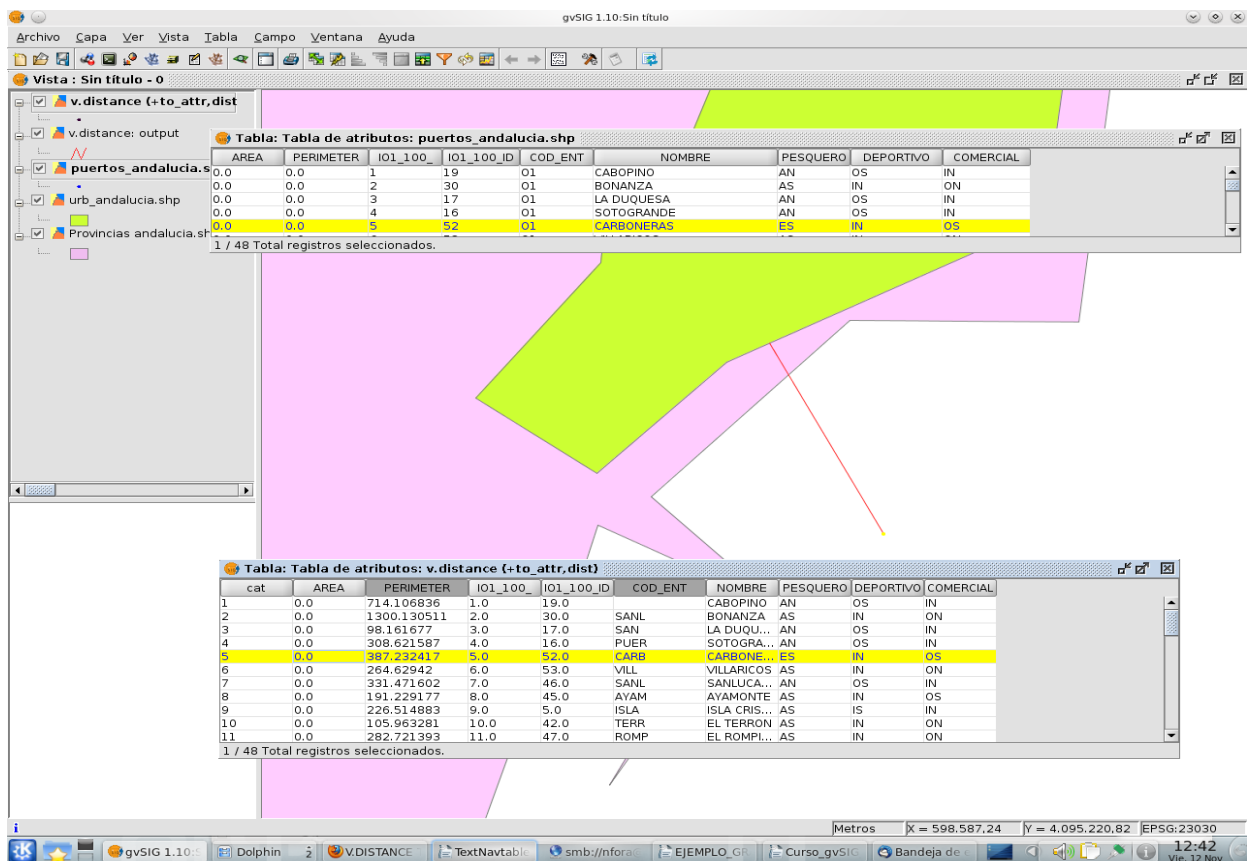 gvSIG 1.10:Sin título
Archivo Capa Ver Vista Tabla Campo Ventana Ayuda
Vista : Sin título - 0
v.distance (+to_attr,dist
v.distance: output
puertos_andalucia.s
urb_andalucia.shp
Provincias andalucia.sh
Tabla: Tabla de atributos: puertos_andalucia.shp
AREA PERIMETER I01_100_ I01_100_ID COD_ENT NOMBRE PESQUERO DEPORTIVO COMERCIAL
0.0 0.0 1 19 01 CABOPINO AN OS IN
0.0 0.0 2 30 01 BONANZA AS IN ON
0.0 0.0 3 17 01 LA DUQUESA AN OS IN
0.0 0.0 4 16 01 SOTOGRANDE AN OS IN
0.0 0.0 5 52 01 CARBONERAS ES IN OS
1 / 48 Total registros seleccionados.
Tabla: Tabla de atributos: v.distance (+to_attr,dist)
cat AREA PERIMETER I01_100_ I01_100_ID COD_ENT NOMBRE PESQUERO DEPORTIVO COMERCIAL
1 0.0 714.106836 1.0 19.0 CABOPINO AN OS IN
2 0.0 1300.130511 2.0 30.0 SANL BONANZA AS IN ON
3 0.0 98.161677 3.0 17.0 SAN LA DUQU... AN OS IN
4 0.0 308.621587 4.0 16.0 PUER SOTOGRA... AN OS IN
5 0.0 387.232417 5.0 52.0 CARB CARBONE... ES IN OS
6 0.0 264.62942 6.0 53.0 VILL VILLARICOS AS IN ON
7 0.0 331.471602 7.0 46.0 SANL SANLUCA... AN OS IN
8 0.0 191.229177 8.0 45.0 AYAM AYAMONTE AS IN OS
9 0.0 226.514883 9.0 5.0 ISLA ISLA CRIS... AS IS IN
10 0.0 105.963281 10.0 42.0 TERR EL TERRON AS IN ON
11 0.0 282.721393 11.0 47.0 ROMP EL ROMPI... AS IN ON
1 / 48 Total registros seleccionados.
Metros X = 598.587,24 Y = 4.095.220,82 EPSG:23030
gvSIG 1.10:S Dolphin 2 V.DISTANCE TextNavtable smb://nfora EJEMPLO_GR Curso_gvSIG Bandeja de 12:42
Vie, 12 Nov